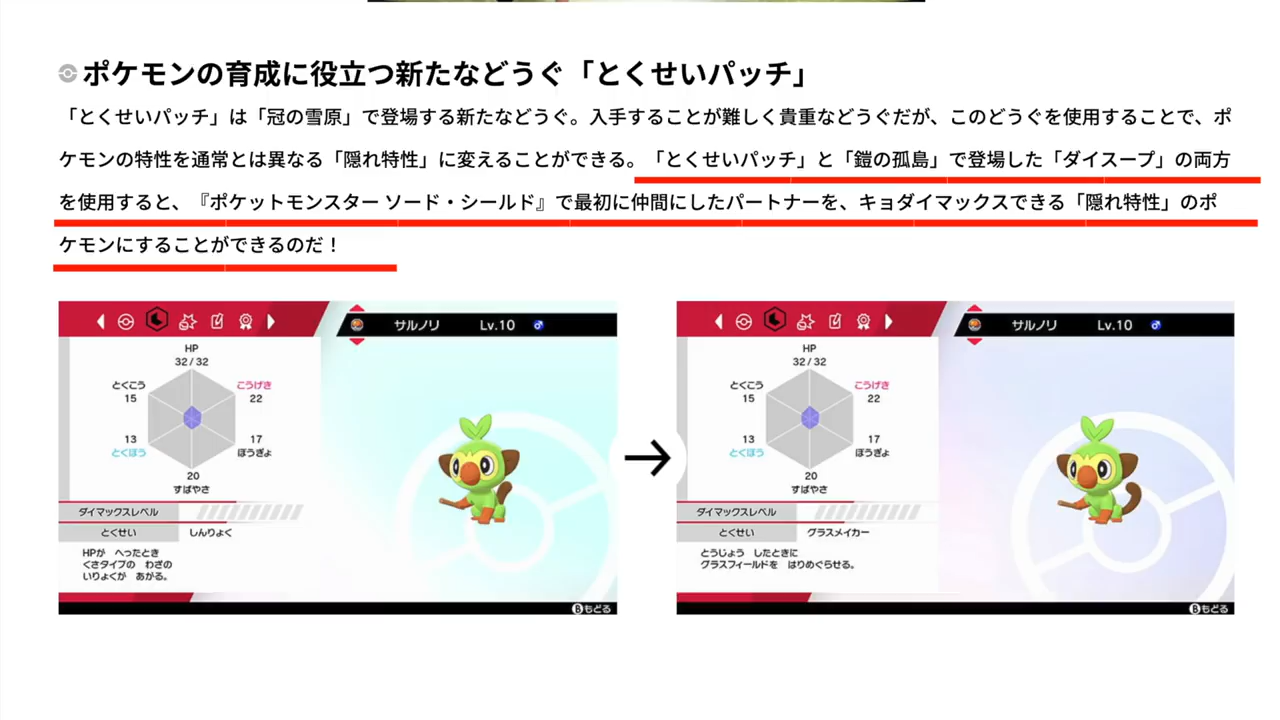 ポケモンの育成に役立つ新たなどうぐ「とくせいパッチ」
「とくせいパッチ」は「冠の雪原」で登場する新たなどうぐ。入手することが難しく貴重などうぐだが、このどうぐを使用することで、ポ
ケモンの特性を通常とは異なる「隠れ特性」に変えることができる。「とくせいパッチ」と「鎧の孤島」で登場した「ダイスープ」の両方
を使用すると、『ポケットモンスター ソード・シールド』で最初に仲間にしたパートナーを、キョダイマックスできる「隠れ特性」のポ
ケモンにすることができるのだ！
サルノリ Lv.10
HP
32/32
とくこう
15
こうげき
22
13
とくぼう
17
ぼうぎょ
20
すばやさ
ダイマックスレベル
とくせい しんりょく
HPが へったとき
くさタイプの わざの
いりょくが あがる。
Bもどる
サルノリ Lv.10
HP
32/32
とくこう
15
こうげき
22
13
とくぼう
17
ぼうぎょ
20
すばやさ
ダイマックスレベル
とくせい グラスメイカー
とうじょう したときに
グラスフィールドを はりめぐらせる。
Bもどる